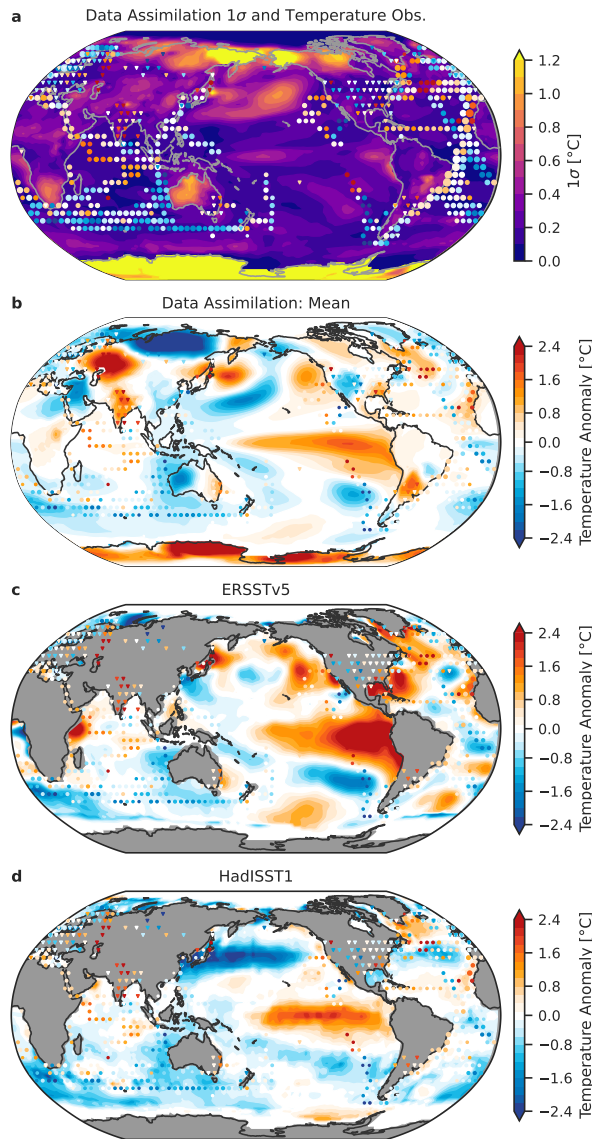 a
Data Assimilation 1σ and Temperature Obs.
1.2
1.0
0.8
0.6
0.4
0.2
0.0
1σ [°C]
b
Data Assimilation: Mean
2.4
1.6
0.8
0.0
−0.8
−1.6
−2.4
Temperature Anomaly [°C]
c
ERSSTv5
2.4
1.6
0.8
0.0
−0.8
−1.6
−2.4
Temperature Anomaly [°C]
d
HadISST1
2.4
1.6
0.8
0.0
−0.8
−1.6
−2.4
Temperature Anomaly [°C]